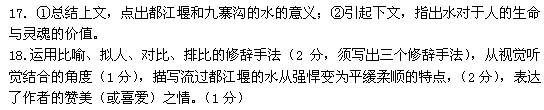 17. ①总结上文，点出都江堰和九寨沟的水的意义；②引起下文，指出水对于人的生命
与灵魂的价值。
18.运用比喻、拟人、对比、排比的修辞手法（2 分，须写出三个修辞手法），从视觉听
觉结合的角度（1 分），描写流过都江堰的水从强悍变为平缓柔顺的特点，（2 分），表达
了作者的赞美（或喜爱）之情。（1 分）